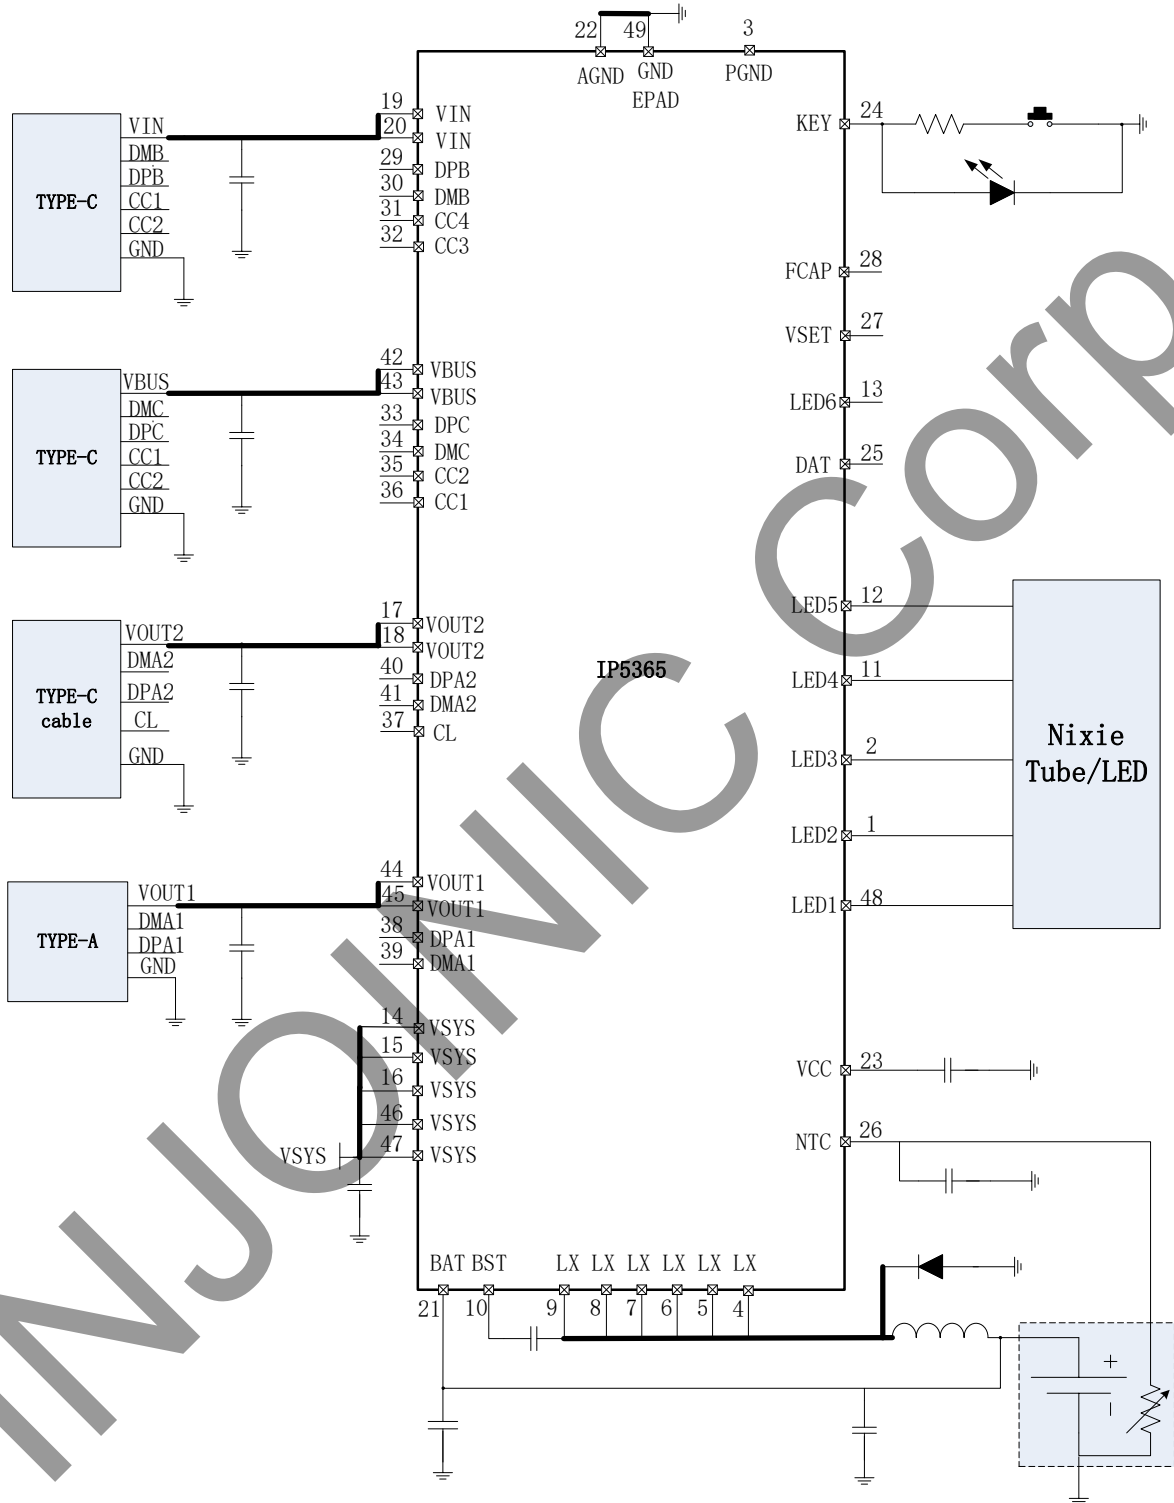 22 49 3
AGND GND PGND
EPAD
TYPE-C
VIN
DMB
DPB
CC1
CC2
GND
19 VIN
20 VIN
29 DPB
30 DMB
31 CC4
32 CC3
TYPE-C
VBUS
DMC
DPC
CC1
CC2
GND
42 VBUS
43 VBUS
33 DPC
34 DMC
35 CC2
36 CC1
TYPE-C
cable
VOUT2
DMA2
DPA2
CL
GND
17 VOUT2
18 VOUT2
40 DPA2
41 DMA2
37 CL
TYPE-A
VOUT1
DMA1
DPA1
GND
44 VOUT1
45 VOUT1
38 DPA1
39 DMA1
14 VSYS
15 VSYS
16 VSYS
46 VSYS
VSYS 47 VSYS
IP5365
KEY 24
FCAP 28
VSET 27
LED6 13
DAT 25
LED5 12
LED4 11
LED3 2
LED2 1
LED1 48
Nixie
Tube/LED
VCC 23
NTC 26
BAT BST LX LX LX LX LX LX
21 10 9 8 7 6 5 4
+
INJOINIC Corp